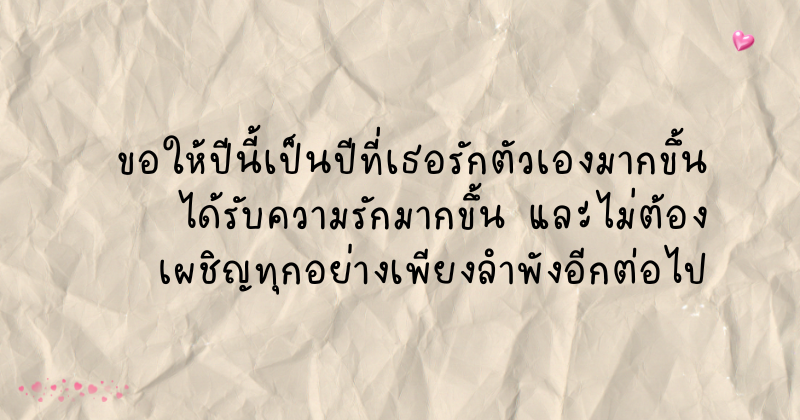 ขอให้ปีนี้เป็นปีที่เธอรักตัวเองมากขึ้น
ได้รับความรักมากขึ้น และไม่ต้อง
เผชิญทุกอย่างเพียงลำพังอีกต่อไป